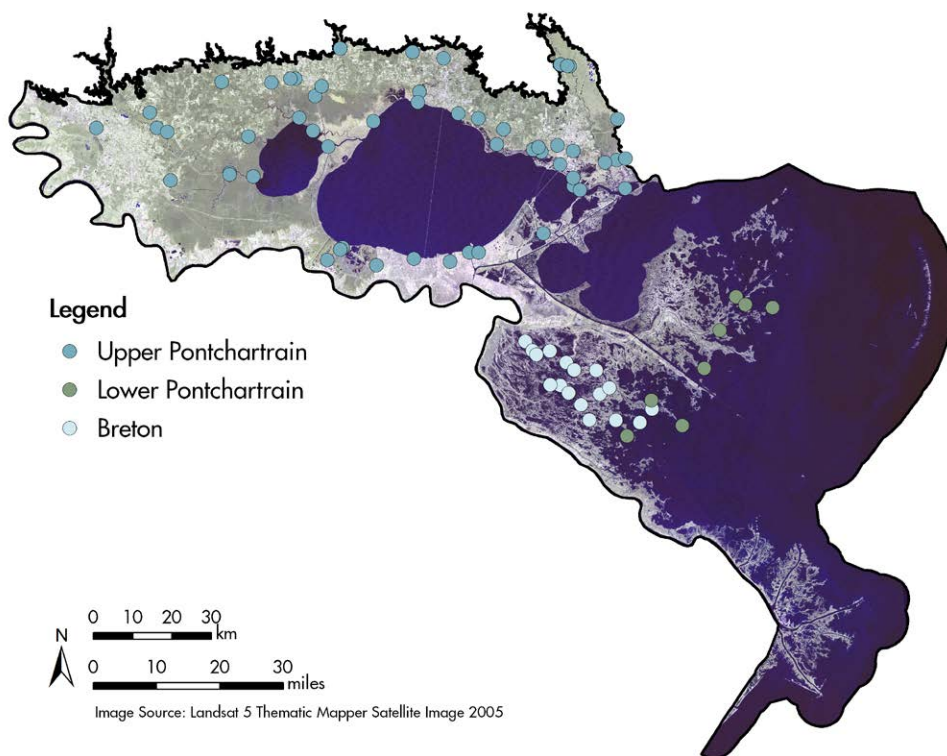 Legend
Upper Pontchartrain
Lower Pontchartrain
Breton
0 10 20 30
km
N
0 10 20 30
miles
Image Source: Landsat 5 Thematic Mapper Satellite Image 2005